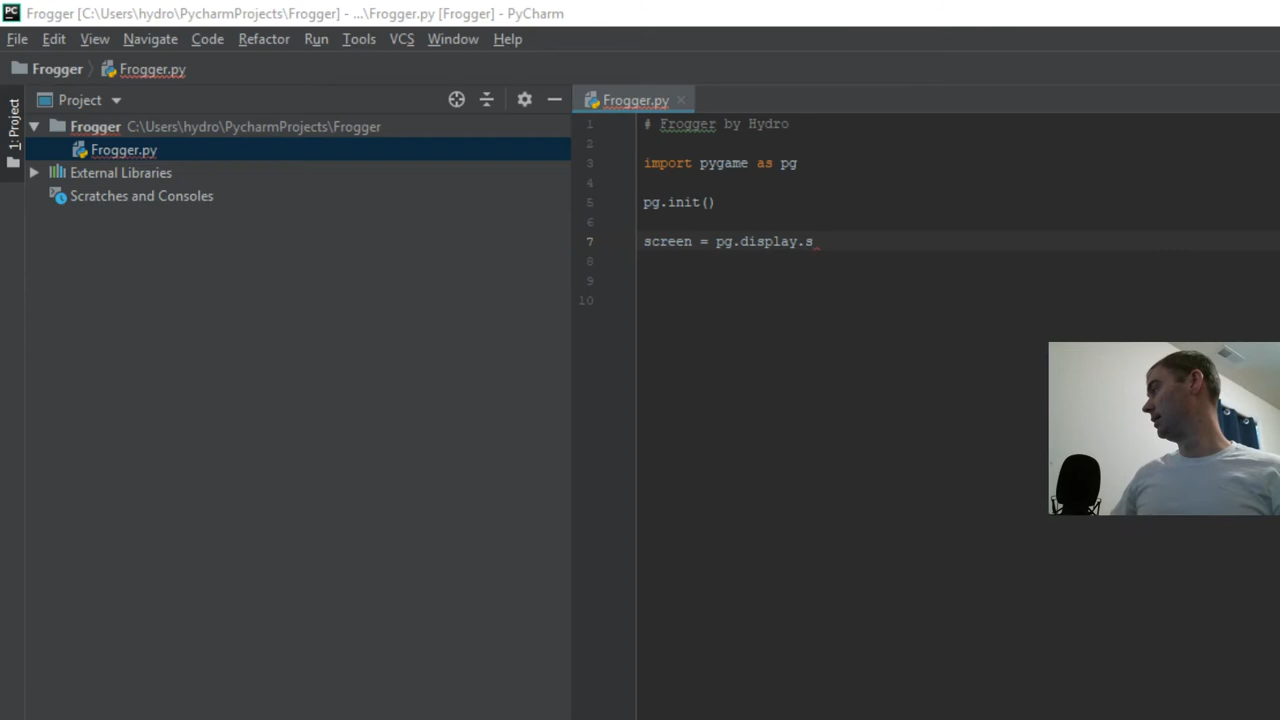 PC Frogger [C:\Users\hydro\PycharmProjects\Frogger] - ...\Frogger.py [Frogger] - PyCharm
File Edit View Navigate Code Refactor Run Tools VCS Window Help
Frogger Frogger.py
1: Project
Project
Frogger C:\Users\hydro\PycharmProjects\Frogger
Frogger.py
External Libraries
Scratches and Consoles
Frogger.py
1 # Frogger by Hydro
2
3 import pygame as pg
4
5 pg.init()
6
7 screen = pg.display.s
8
9
10